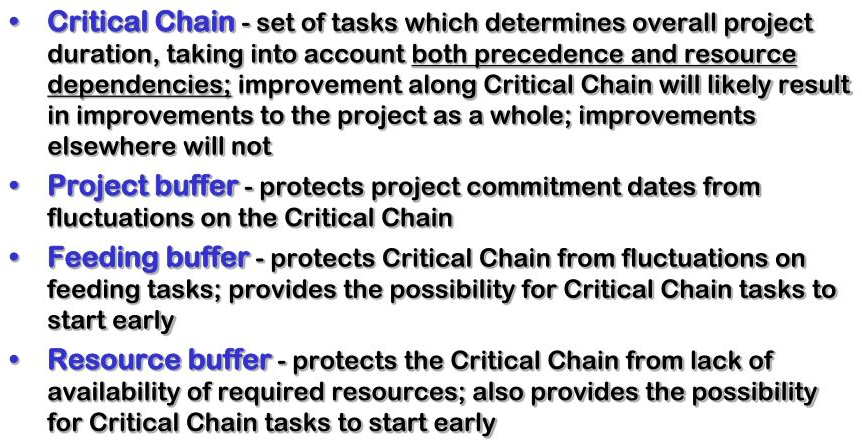 • Critical Chain - set of tasks which determines overall project
duration, taking into account both precedence and resource
dependencies; improvement along Critical Chain will likely result
in improvements to the project as a whole; improvements
elsewhere will not
• Project buffer - protects project commitment dates from
fluctuations on the Critical Chain
• Feeding buffer - protects Critical Chain from fluctuations on
feeding tasks; provides the possibility for Critical Chain tasks to
start early
• Resource buffer - protects the Critical Chain from lack of
availability of required resources; also provides the possibility
for Critical Chain tasks to start early